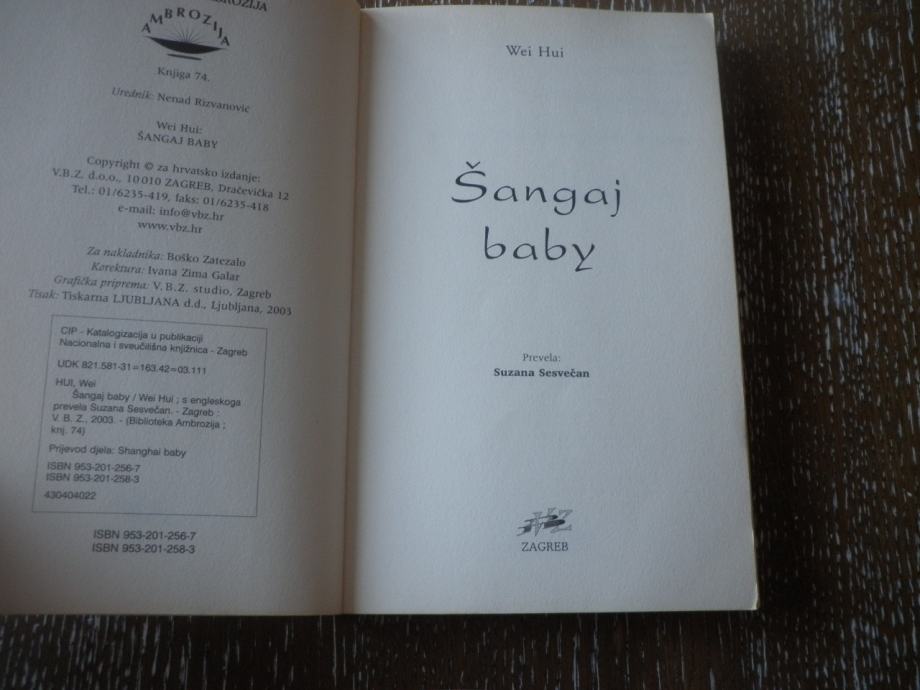 AMBROZIJA
Knjiga 74.
Urednik: Nenad Rizvanović
Wei Hui:
ŠANGAJ BABY
Copyright © za hrvatsko izdanje:
V.B.Z. d.o.o., 10 010 ZAGREB, Dračevička 12
Tel.: 01/6235-419, faks: 01/6235-418
e-mail: info@vbz.hr
www.vbz.hr
Za nakladnika: Boško Zatezalo
Korektura: Ivana Zima Galar
Grafička priprema: V.B.Z. studio, Zagreb
Tisak: Tiskarna LJUBLJANA d.d., Ljubljana, 2003
CIP - Katalogizacija u publikaciji
Nacionalna i sveučilišna knjižnica - Zagreb
UDK 821.581-31=163.42=03.111
HUI, Wei
Šangaj baby / Wei Hui ; s engleskoga
prevela Suzana Sesvečan. - Zagreb :
V. B. Z., 2003. - (Biblioteka Ambrozija ;
knj. 74)
Prijevod djela: Shanghai baby
ISBN 953-201-256-7
ISBN 953-201-258-3
430404022
ISBN 953-201-256-7
ISBN 953-201-258-3
Wei Hui
Šangaj
baby
Prevela:
Suzana Sesvečan
VBZ
ZAGREB